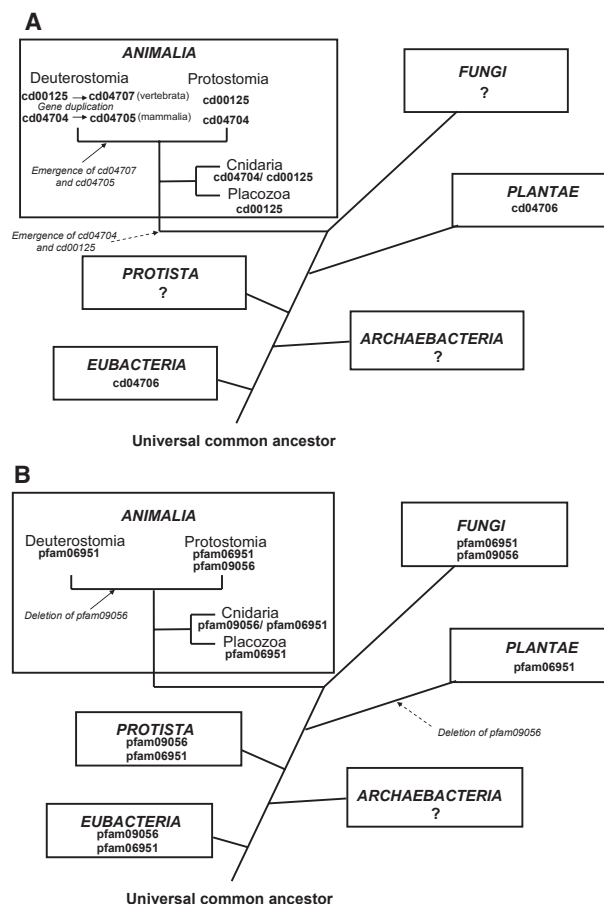 A
ANIMALIA
Deuterostomia Protostomia
cd00125 cd04707 (vertebrata) cd00125
Gene duplication
cd04704 cd04705 (mammalia) cd04704
Emergence of cd04707
and cd04705
Cnidaria
cd04704/ cd00125
Placozoa
cd00125
FUNGI
?
PLANTAE
cd04706
Emergence of cd04704
and cd00125
PROTISTA
?
ARCHAEBACTERIA
?
EUBACTERIA
cd04706
Universal common ancestor
B
ANIMALIA
Deuterostomia Protostomia
pfam06951 pfam06951
pfam09056
Deletion of pfam09056
Cnidaria
pfam09056/ pfam06951
Placozoa
pfam06951
FUNGI
pfam06951
pfam09056
PLANTAE
pfam06951
Deletion of pfam09056
PROTISTA
pfam09056
pfam06951
ARCHAEBACTERIA
?
EUBACTERIA
pfam09056
pfam06951
Universal common ancestor